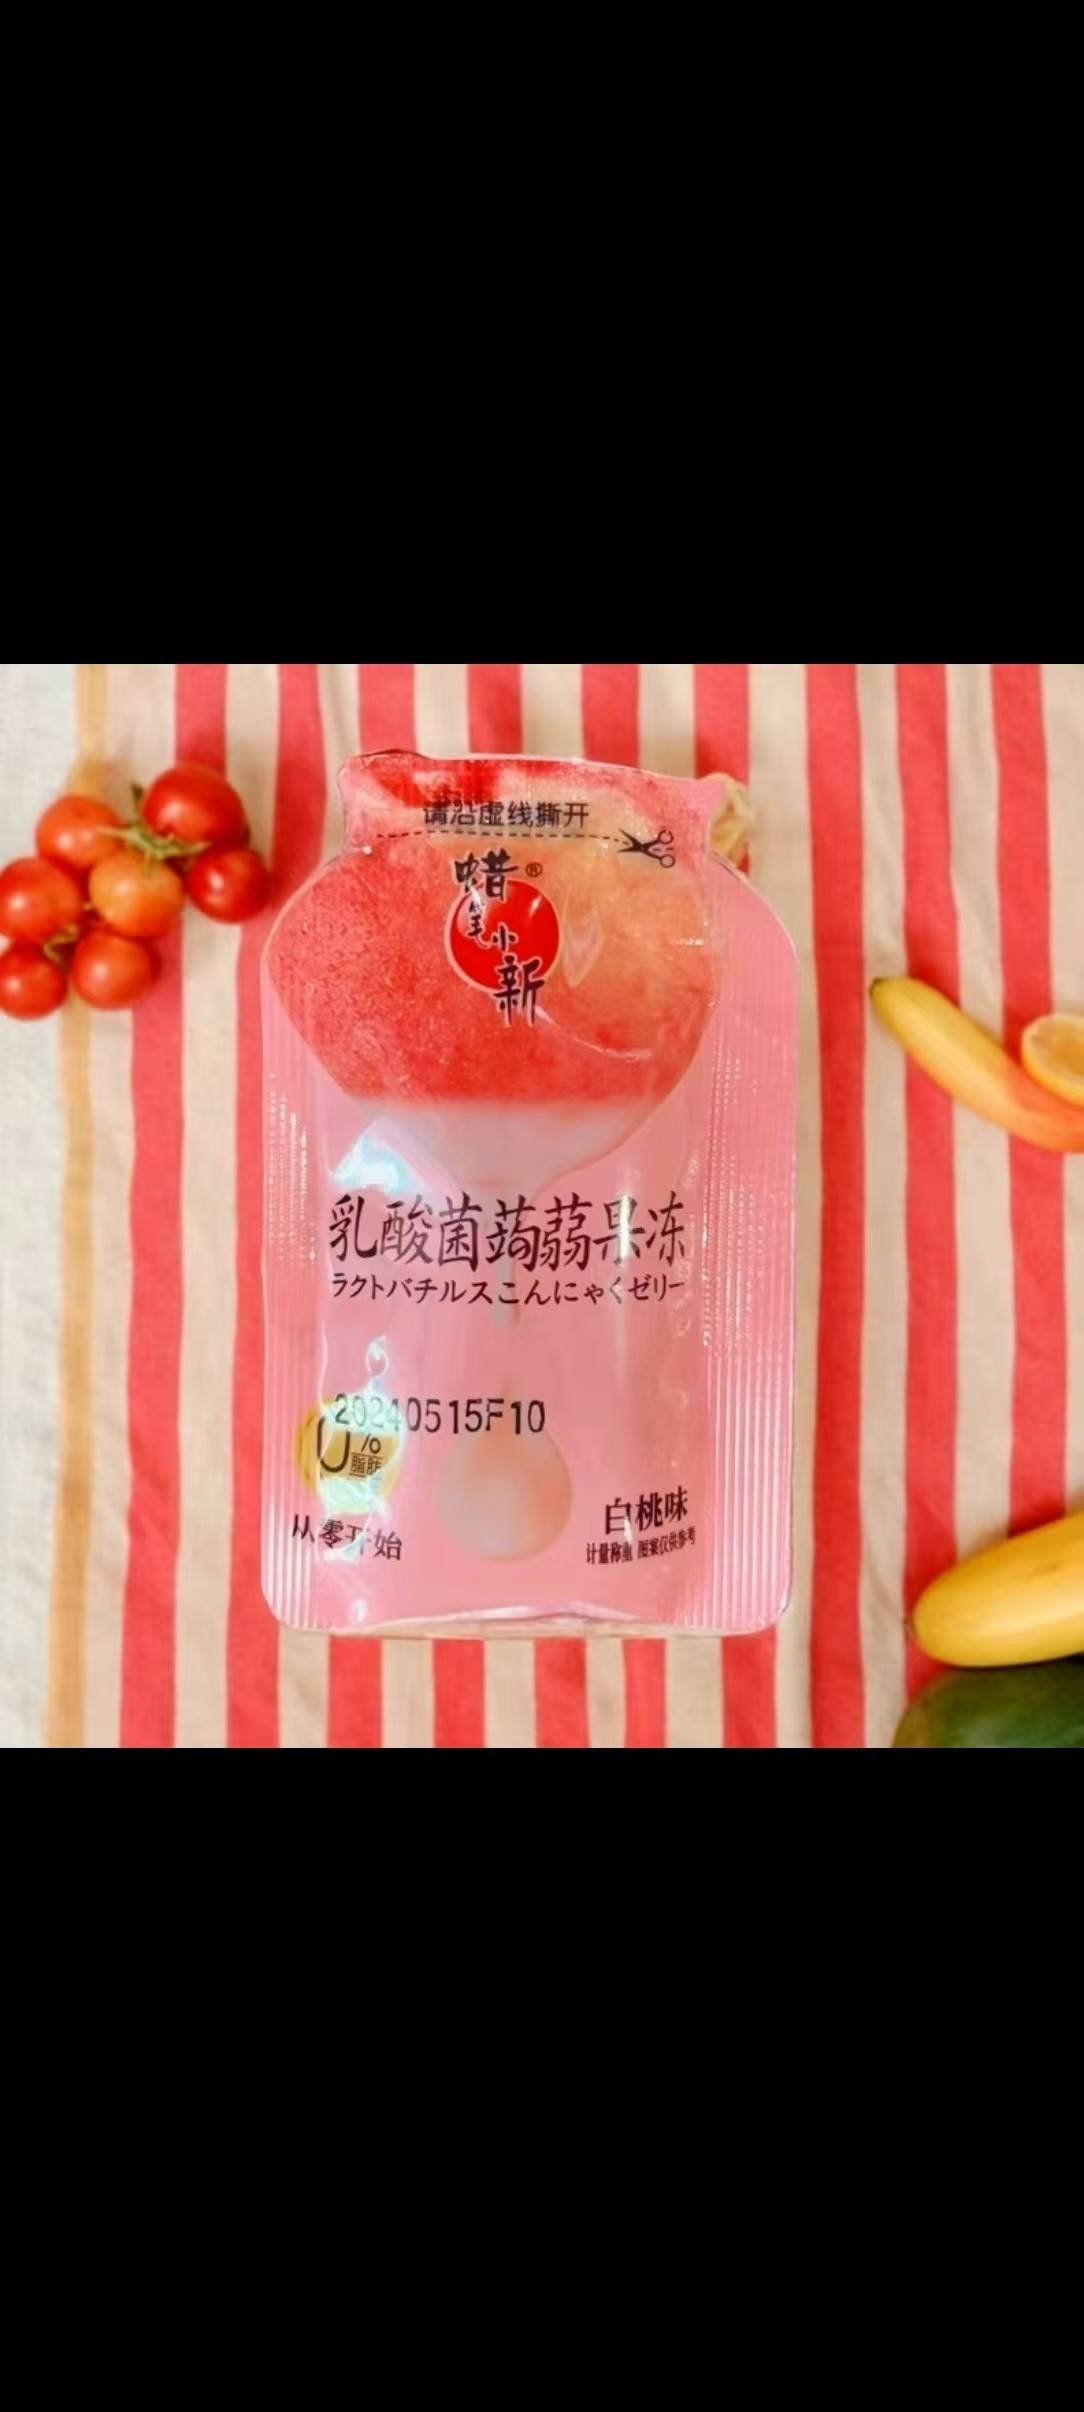 请沿虚线撕开
蜡®
笔小
新
乳酸菌蒟蒻果冻
ラクトバチルスこんにゃくゼリー
20240515F10
0%
脂肪
从零开始
白桃味
计量称重 图案仅供参考